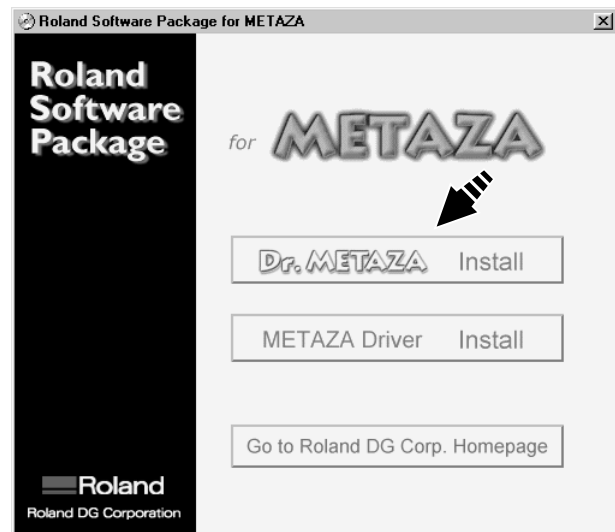 Roland Software Package for METAZA
Roland
Software
Package
for METAZA
Dr. METAZA Install
METAZA Driver Install
Go to Roland DG Corp. Homepage
Roland
Roland DG Corporation